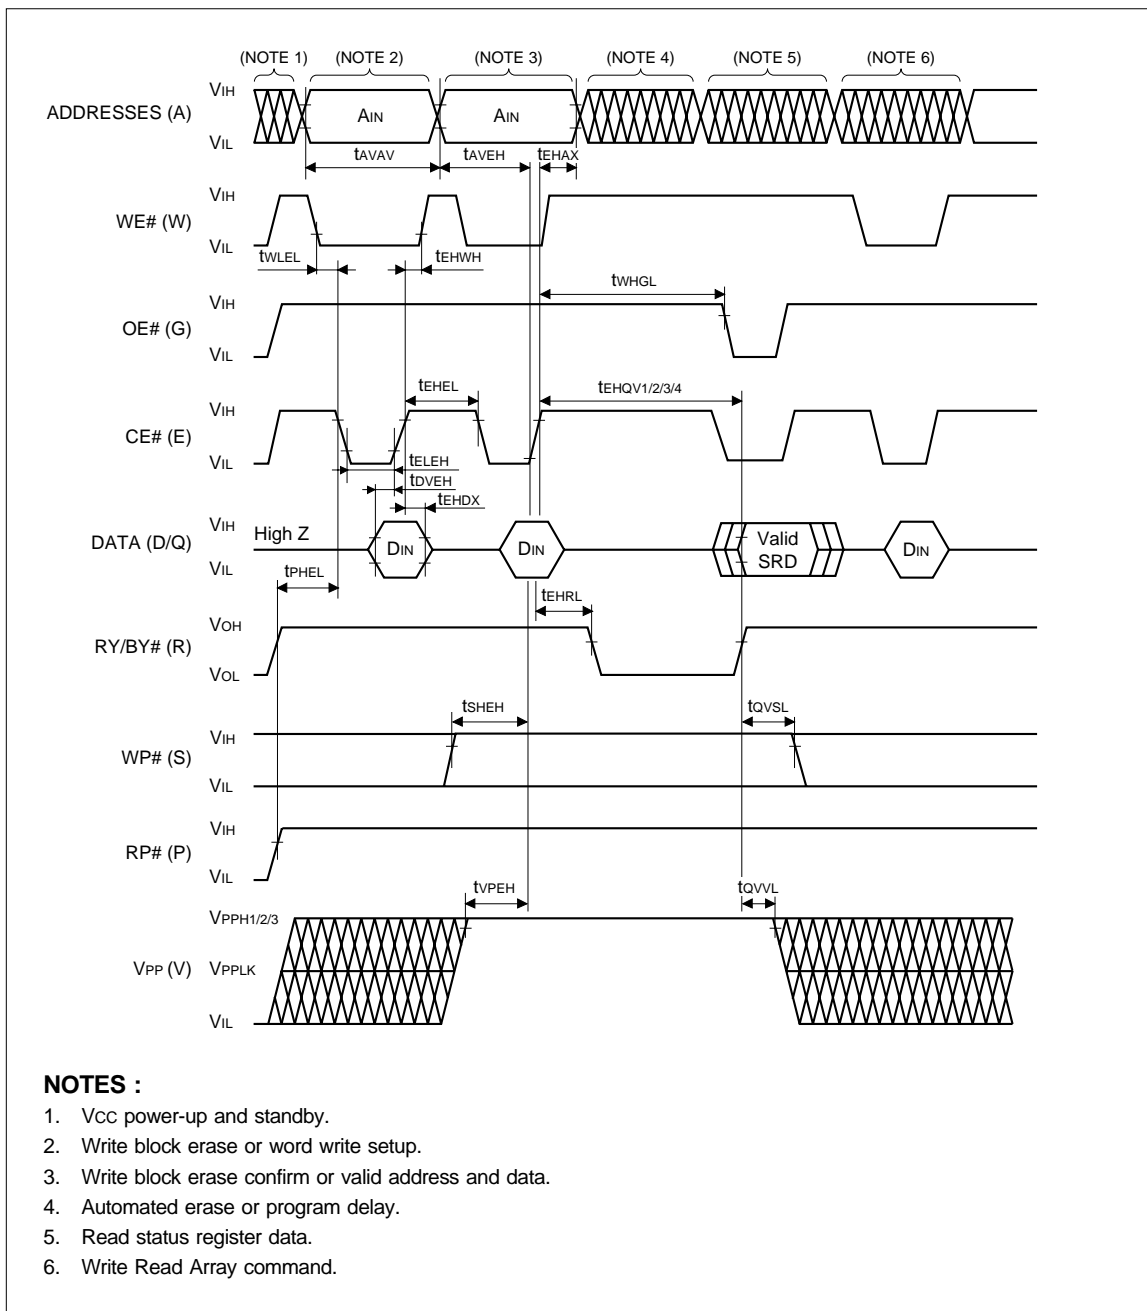 (NOTE 1) (NOTE 2) (NOTE 3) (NOTE 4) (NOTE 5) (NOTE 6)
VIH
ADDRESSES (A) AIN AIN
VIL
tAVAV tAVEH tEHAX
VIH
WE# (W)
VIL
tWLEL tEHWH
tWHGL
VIH
OE# (G)
VIL
tEHEL tEHQV1/2/3/4
VIH
CE# (E)
VIL
tELEH
tDVEH
tEHDX
VIH
High Z
DATA (D/Q) DIN DIN Valid SRD DIN
VIL
tPHEL
tEHRL
VOH
RY/BY# (R)
VOL
tSHEH tQVSL
VIH
WP# (S)
VIL
VIH
RP# (P)
VIL
tVPEH tQVVL
VPPH1/2/3
VPP (V) VPPLK
VIL
NOTES :
1. VCC power-up and standby.
2. Write block erase or word write setup.
3. Write block erase confirm or valid address and data.
4. Automated erase or program delay.
5. Read status register data.
6. Write Read Array command.